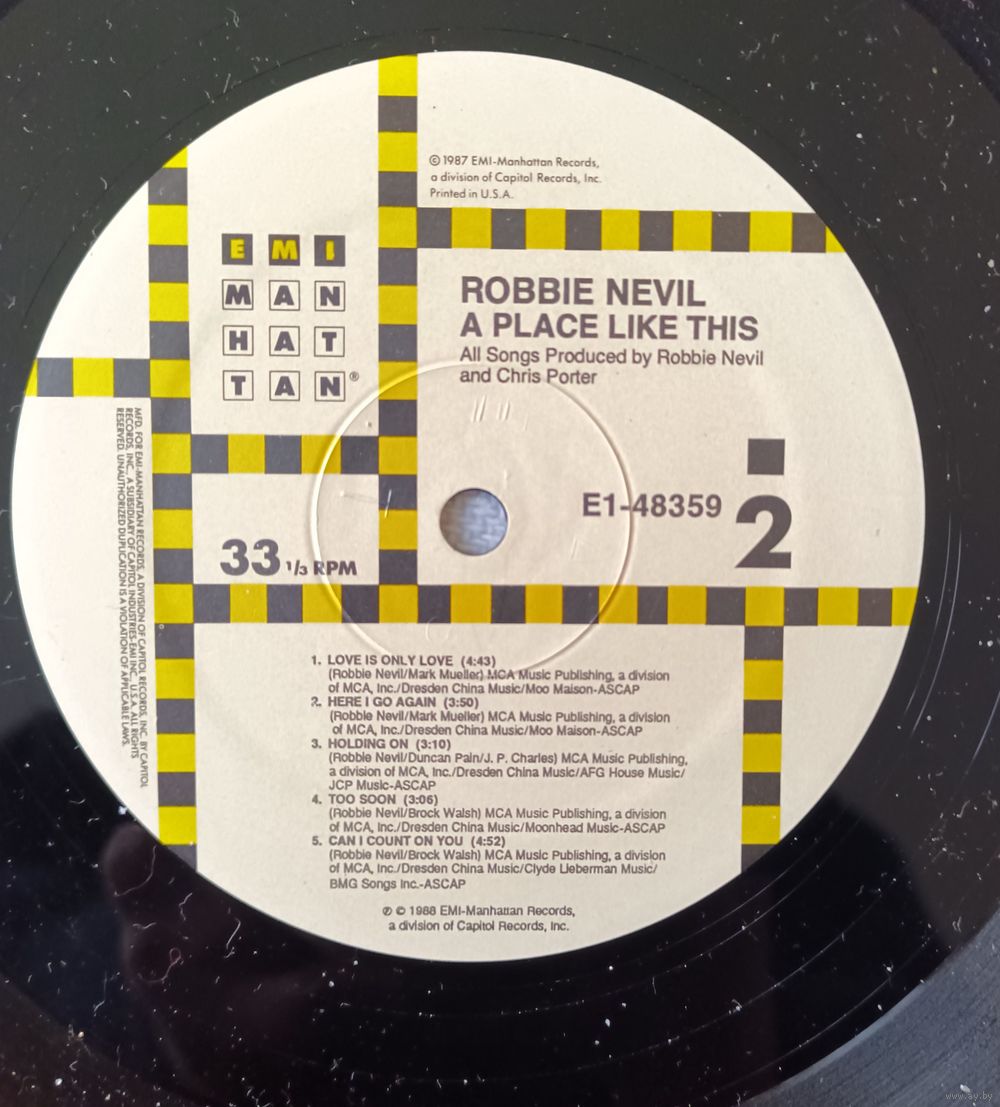 © 1987 EMI-Manhattan Records,
a division of Capitol Records, Inc.
Printed in U.S.A.
EMI
MAN
HAT
TAN®
ROBBIE NEVIL
A PLACE LIKE THIS
All Songs Produced by Robbie Nevil
and Chris Porter
E1-48359
2
33 1/3 RPM
MFD. FOR EMI-MANHATTAN RECORDS, A DIVISION OF CAPITOL RECORDS, INC. BY CAPITOL
RECORDS, INC., A SUBSIDIARY OF CAPITOL INDUSTRIES-EMI INC. U.S.A. ALL RIGHTS
RESERVED. UNAUTHORIZED DUPLICATION IS A VIOLATION OF APPLICABLE LAWS.
1. LOVE IS ONLY LOVE (4:43)
(Robbie Nevil/Mark Mueller) MCA Music Publishing, a division
of MCA, Inc./Dresden China Music/Moo Maison-ASCAP
2. HERE I GO AGAIN (3:50)
(Robbie Nevil/Mark Mueller) MCA Music Publishing, a division
of MCA, Inc./Dresden China Music/Moo Maison-ASCAP
3. HOLDING ON (3:10)
(Robbie Nevil/Duncan Pain/J. P. Charles) MCA Music Publishing,
a division of MCA, Inc./Dresden China Music/AFG House Music/
JCP Music-ASCAP
4. TOO SOON (3:06)
(Robbie Nevil/Brock Walsh) MCA Music Publishing, a division
of MCA, Inc./Dresden China Music/Moonhead Music-ASCAP
5. CAN I COUNT ON YOU (4:52)
(Robbie Nevil/Brock Walsh) MCA Music Publishing, a division
of MCA, Inc./Dresden China Music/Clyde Lieberman Music/
BMG Songs Inc.-ASCAP
℗ © 1988 EMI-Manhattan Records,
a division of Capitol Records, Inc.
www.ay.by